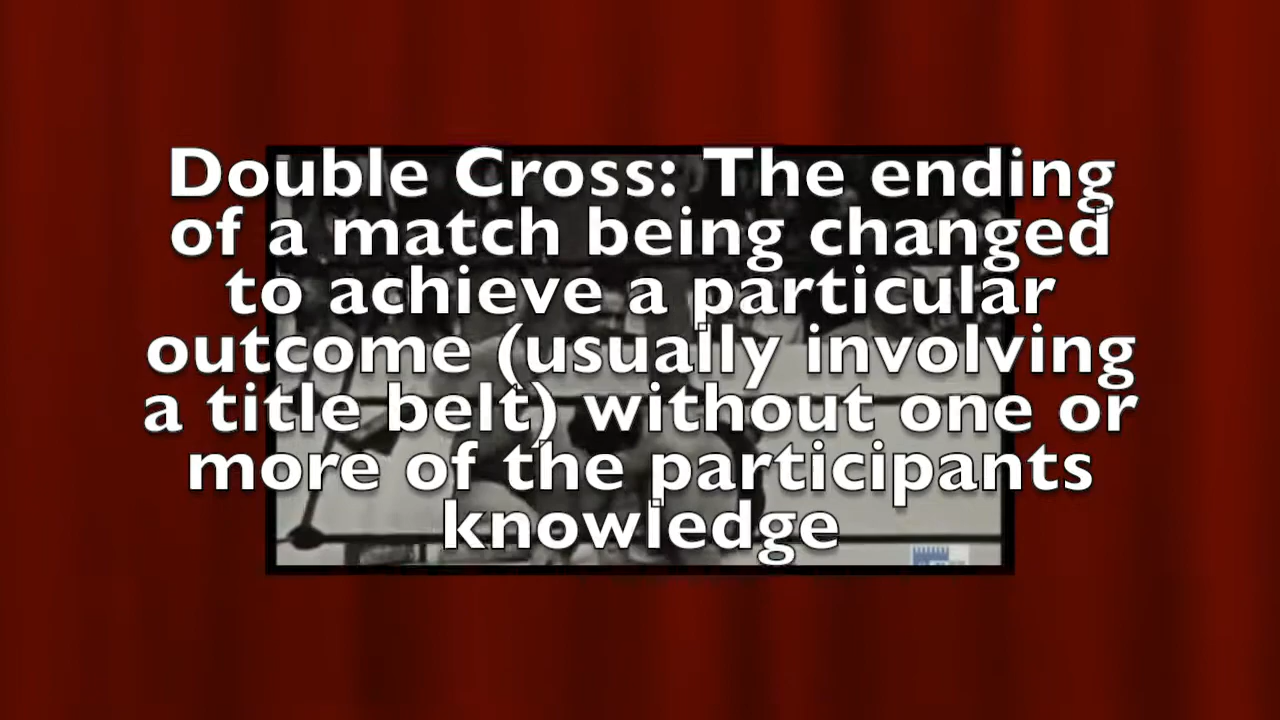 Double Cross: The ending
of a match being changed
to achieve a particular
outcome (usually involving
a title belt) without one or
more of the participants
knowledge